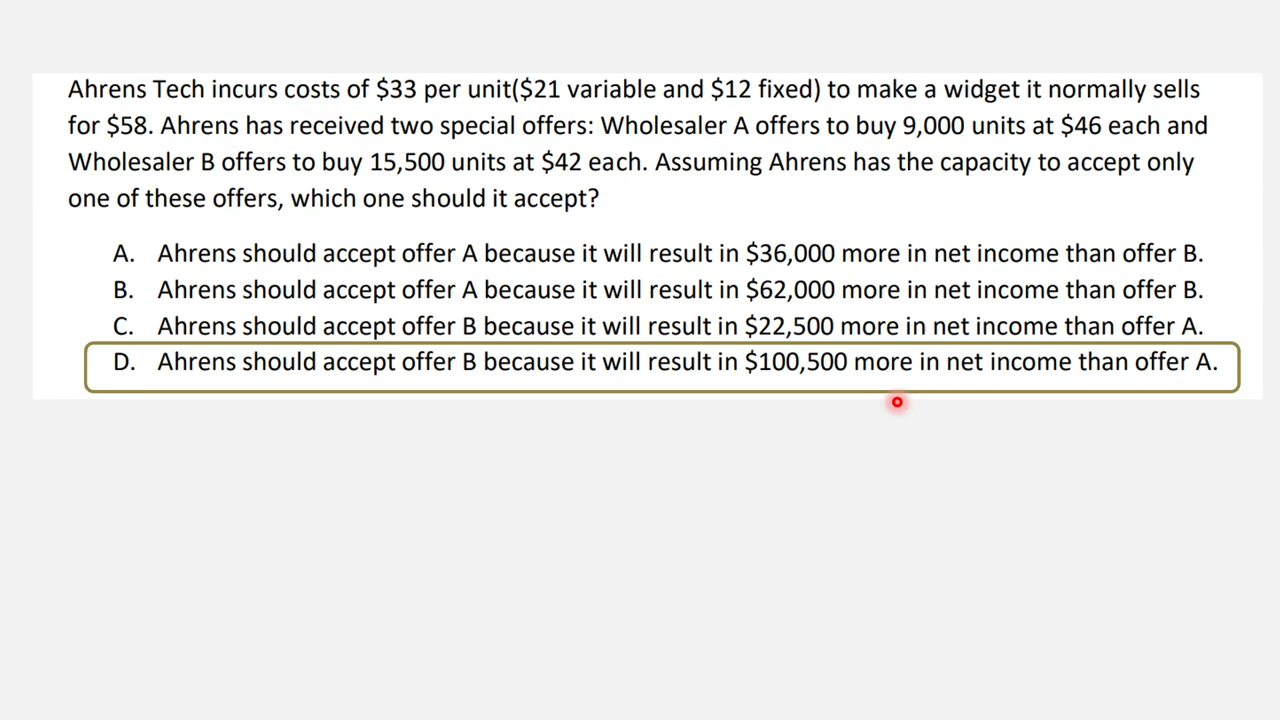 Ahrens Tech incurs costs of $33 per unit($21 variable and $12 fixed) to make a widget it normally sells
for $58. Ahrens has received two special offers: Wholesaler A offers to buy 9,000 units at $46 each and
Wholesaler B offers to buy 15,500 units at $42 each. Assuming Ahrens has the capacity to accept only
one of these offers, which one should it accept?
A. Ahrens should accept offer A because it will result in $36,000 more in net income than offer B.
B. Ahrens should accept offer A because it will result in $62,000 more in net income than offer B.
C. Ahrens should accept offer B because it will result in $22,500 more in net income than offer A.
D. Ahrens should accept offer B because it will result in $100,500 more in net income than offer A.